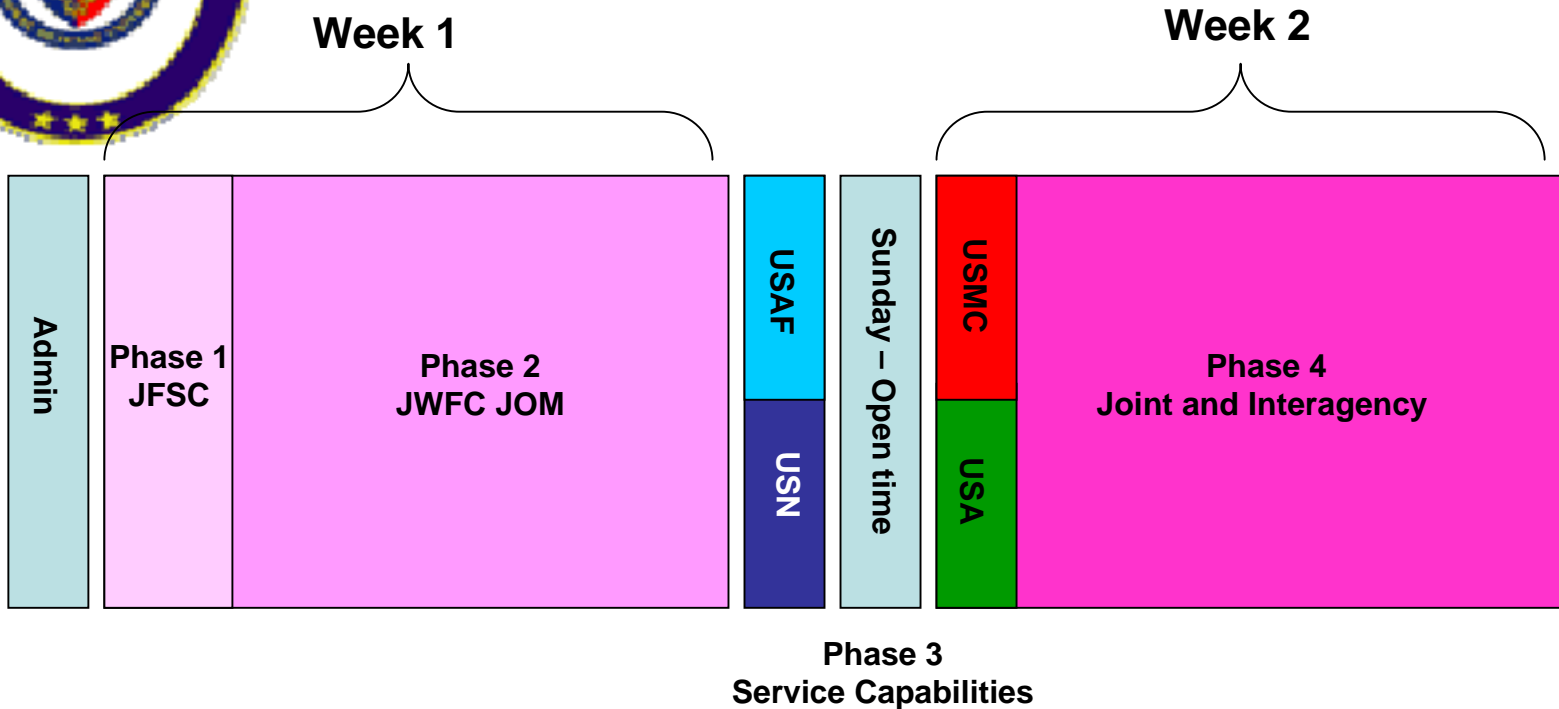 Week 1
Week 2
Admin
Phase 1
JFSC
Phase 2
JWFC JOM
USAF
USN
Sunday – Open time
USMC
USA
Phase 4
Joint and Interagency
Phase 3
Service Capabilities